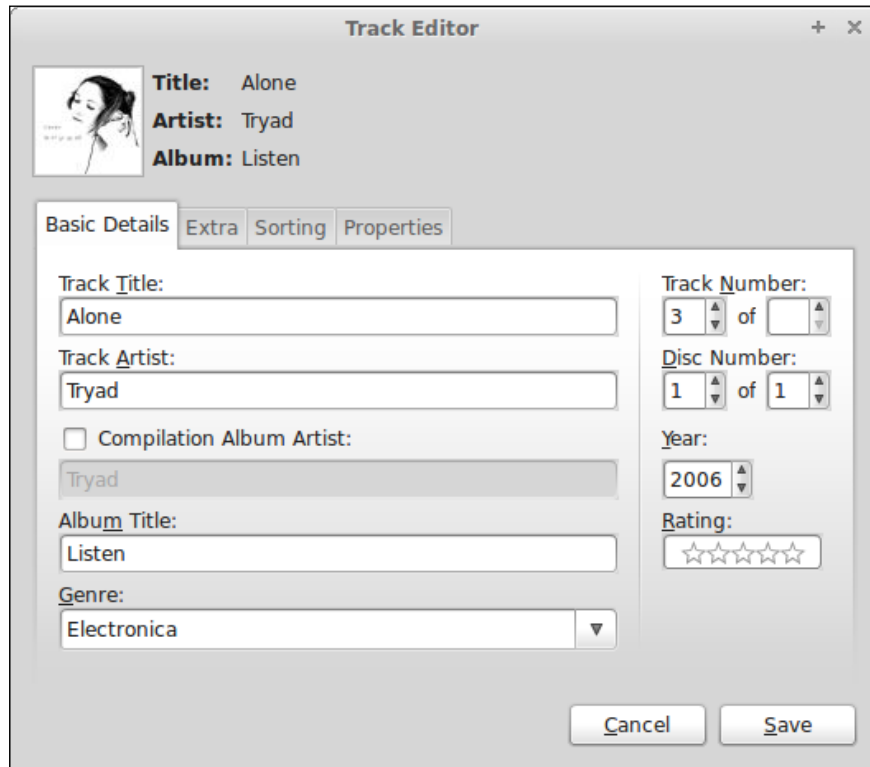 Track Editor
Title: Alone
Artist: Tryad
Album: Listen
Basic Details Extra Sorting Properties
Track Title:
Alone
Track Artist:
Tryad
Compilation Album Artist:
Tryad
Album Title:
Listen
Genre:
Electronica
Track Number:
3 of
Disc Number:
1 of 1
Year:
2006
Rating:
Cancel Save